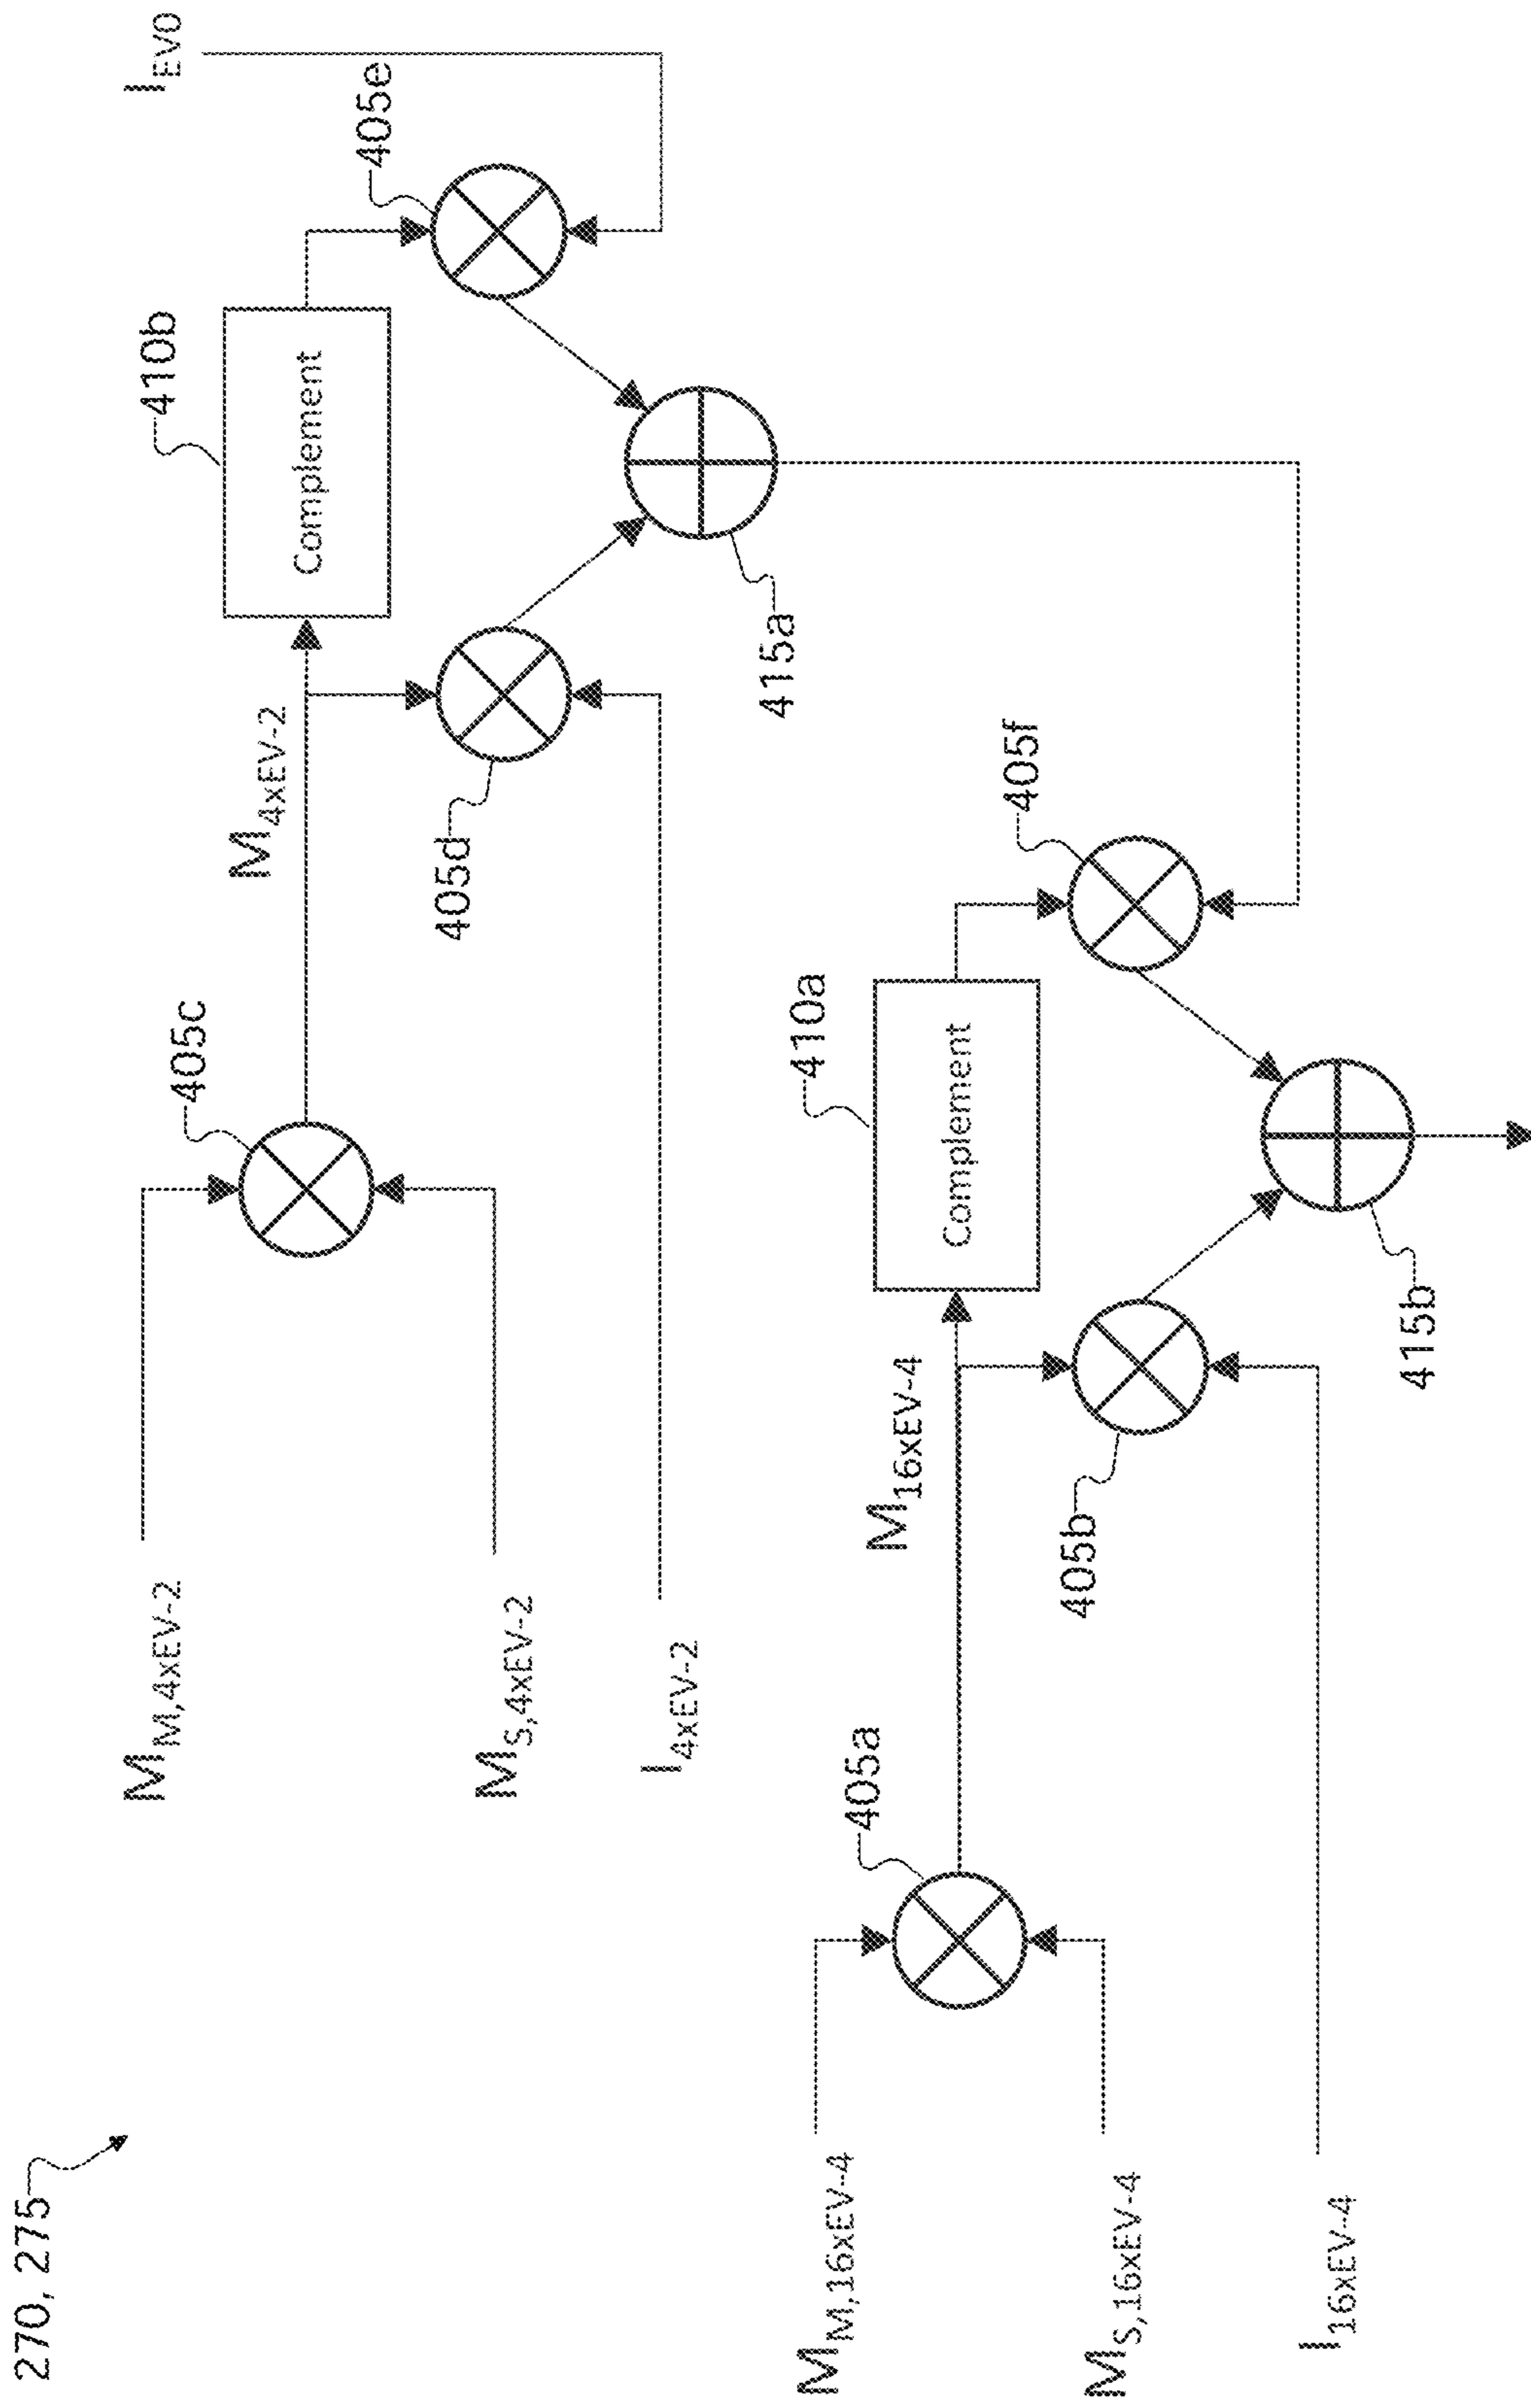 270, 275
M_M,4xEV-2
M_S,4xEV-2
I_4xEV-2
405c
M_4xEV-2
405d
410b
Complement
405e
I_EV0
415a
M_M,16xEV-4
M_S,16xEV-4
I_16xEV-4
405a
M_16xEV-4
405b
410a
Complement
405f
415b